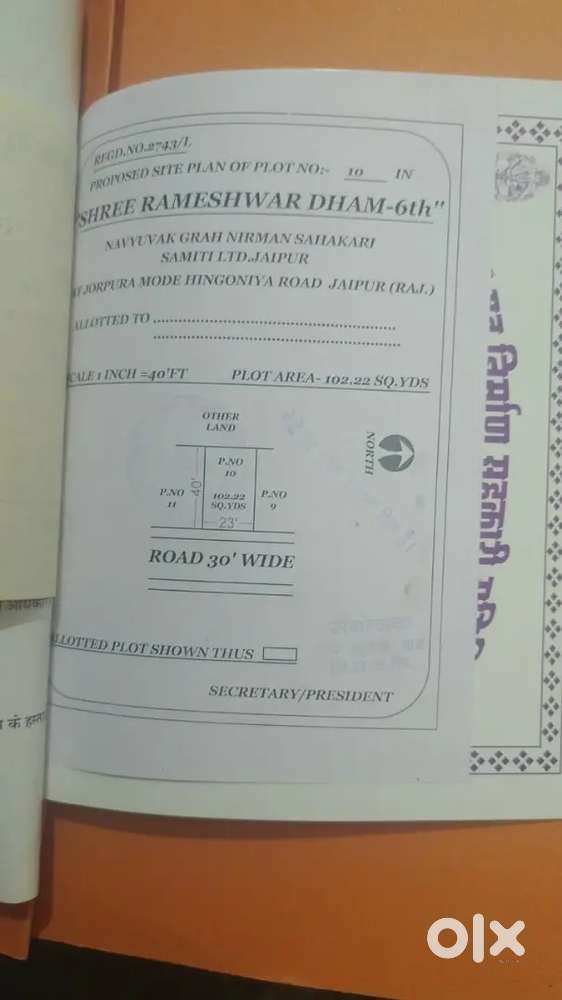 REGD.NO.2743/L
PROPOSED SITE PLAN OF PLOT NO:- 10 IN
"SHREE RAMESHWAR DHAM-6th"
NAVYUVAK GRAH NIRMAN SAHAKARI
SAMITI LTD.JAIPUR
JORPURA MODE HINGONIYA ROAD JAIPUR (RAJ.)
ALLOTTED TO
SCALE 1 INCH =40'FT PLOT AREA- 102.22 SQ.YDS
OTHER
LAND
NORTH
P.NO
10
40'
P.NO
11
102.22
SQ.YDS
P.NO
9
23'
ROAD 30' WIDE
ALLOTTED PLOT SHOWN THUS
SECRETARY/PRESIDENT
निर्माण सहकारी
के
olx